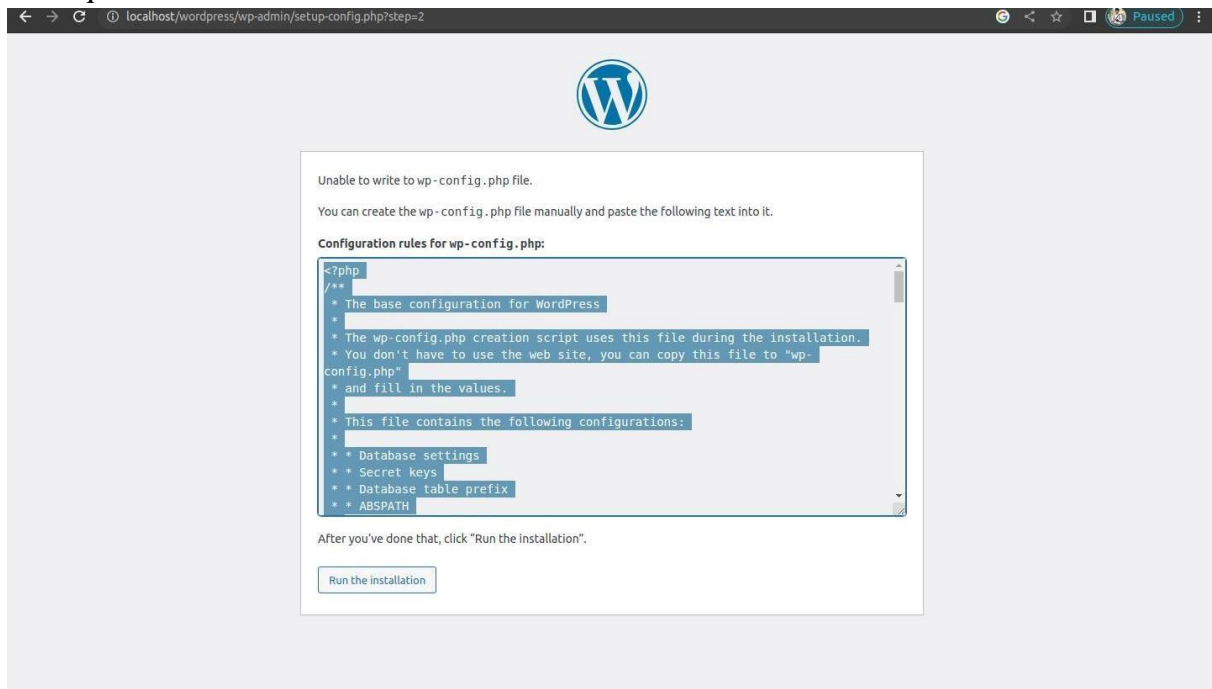 localhost/wordpress/wp-admin/setup-config.php?step=2
Paused
Unable to write to wp-config.php file.
You can create the wp-config.php file manually and paste the following text into it.
Configuration rules for wp-config.php:
<?php
/**
* The base configuration for WordPress
*
* The wp-config.php creation script uses this file during the installation.
* You don't have to use the web site, you can copy this file to "wp-
config.php"
* and fill in the values.
*
* This file contains the following configurations:
*
* * Database settings
* * Secret keys
* * Database table prefix
* * ABSPATH
After you've done that, click “Run the installation”.
Run the installation